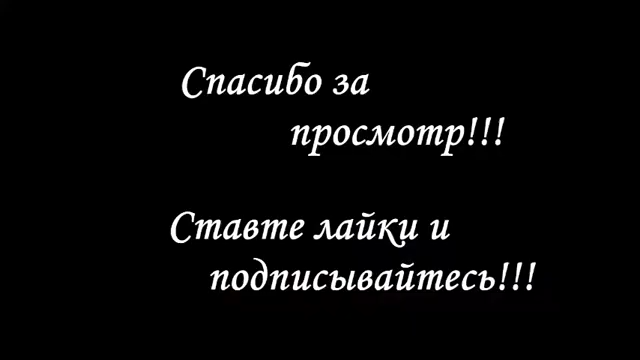 Спасибо за
просмотр!!!
Ставте лайки и
подписывайтесь!!!